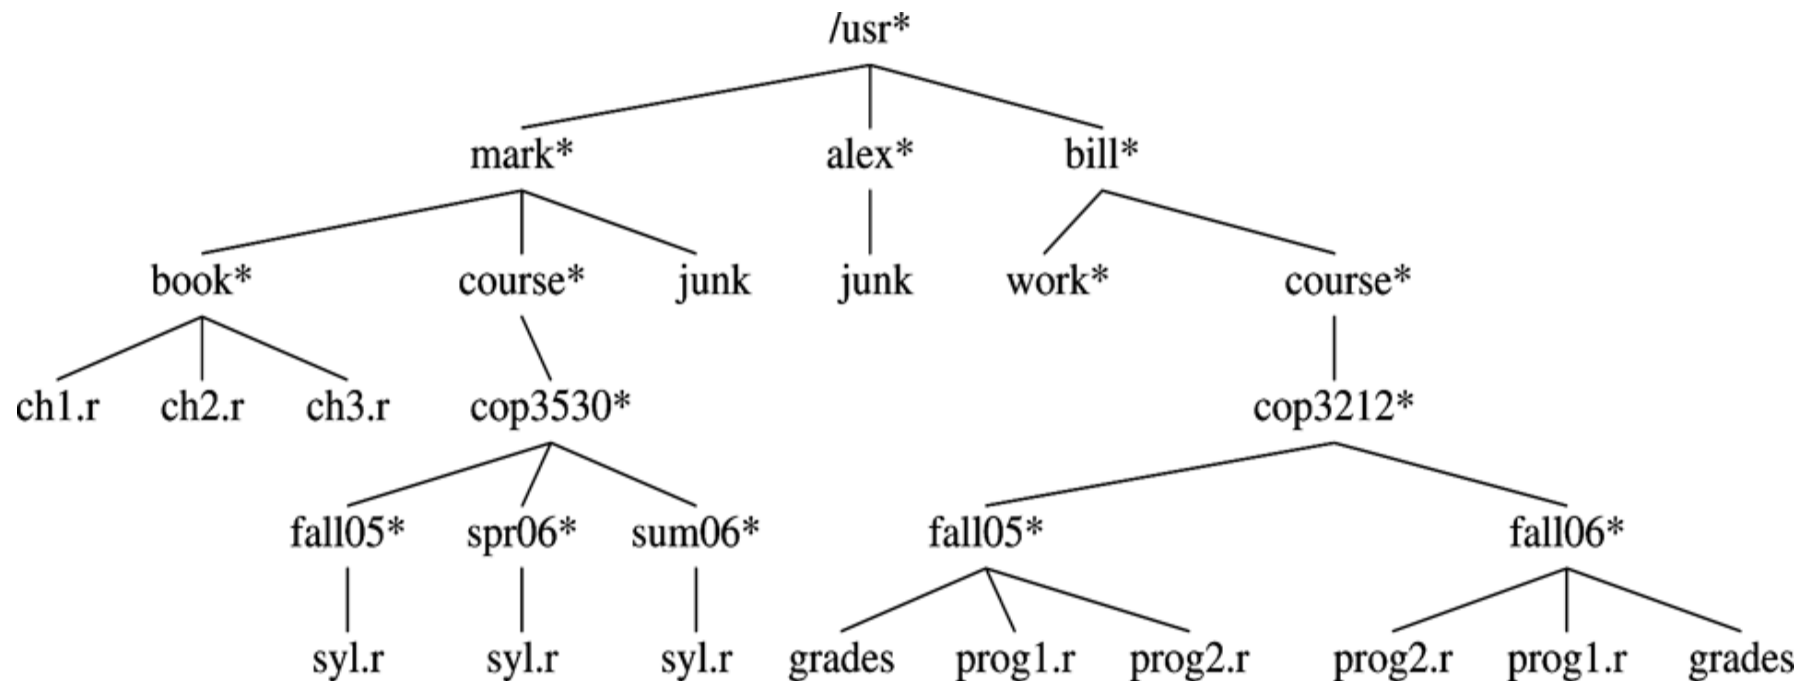 /usr*
mark* alex* bill*
book* course* junk junk work* course*
ch1.r ch2.r ch3.r cop3530* cop3212*
fall05* spr06* sum06* fall05* fall06*
syl.r syl.r syl.r grades prog1.r prog2.r prog2.r prog1.r grades